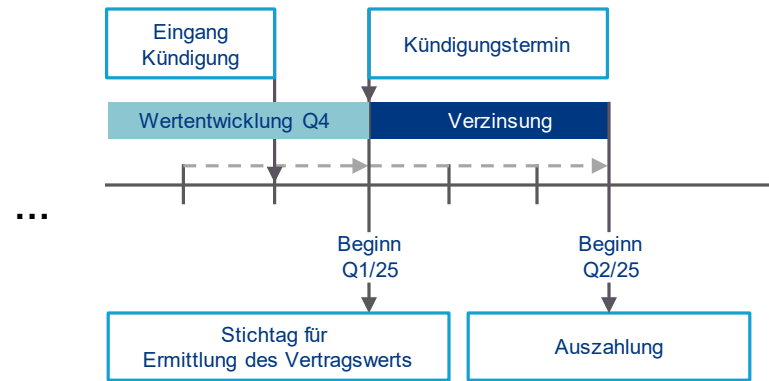 Eingang
Kündigung
Kündigungstermin
Wertentwicklung Q4
Verzinsung
...
Beginn
Q1/25
Beginn
Q2/25
Stichtag für
Ermittlung des Vertragswerts
Auszahlung